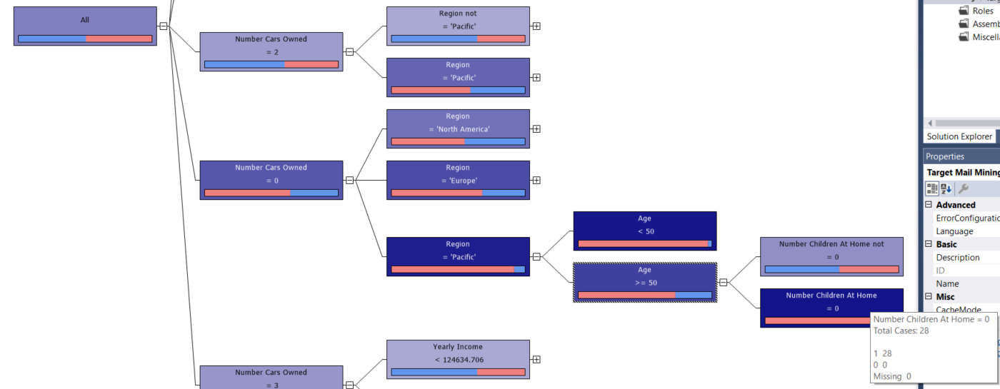 All
Number Cars Owned
= 2
Region not
= 'Pacific'
Region
= 'Pacific'
Number Cars Owned
= 0
Region
= 'North America'
Region
= 'Europe'
Region
= 'Pacific'
Age
< 50
Age
>= 50
Number Children At Home not
= 0
Number Children At Home
= 0
Number Cars Owned
= 3
Yearly Income
< 124634.706
Number Children At Home = 0
Total Cases: 28
1 28
0 0
Missing 0
Roles
Assemb
Miscell
Solution Explorer
Properties
Target Mail Mining
Advanced
ErrorConfiguratio
Language
Basic
Description
ID
Name
Misc
CacheMode